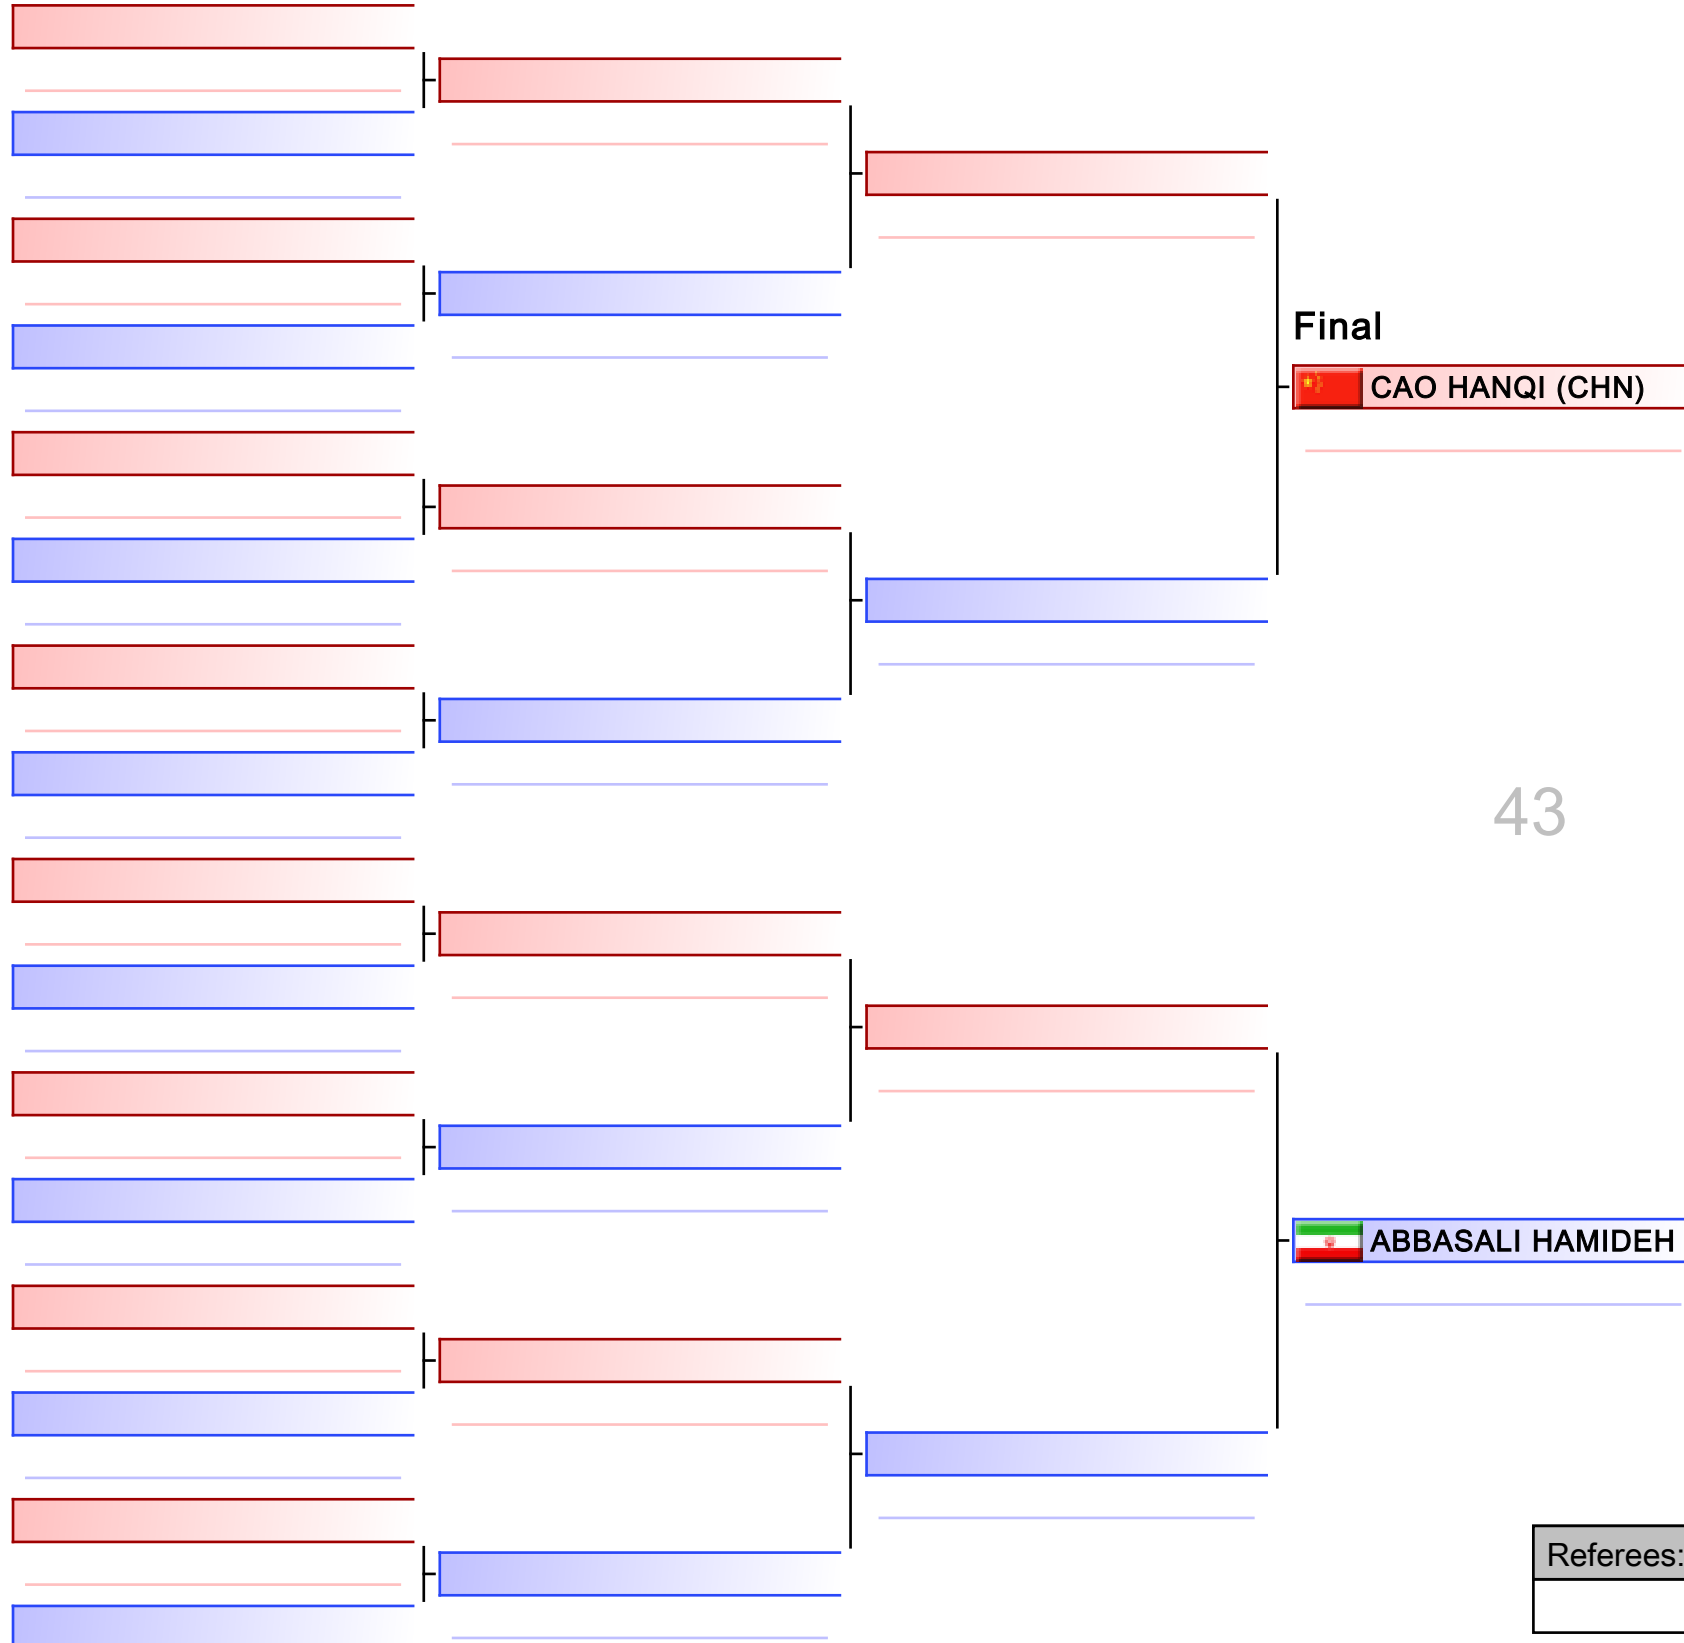 Final
CAO HANQI (CHN)
43
ABBASALI HAMIDEH
Referees: